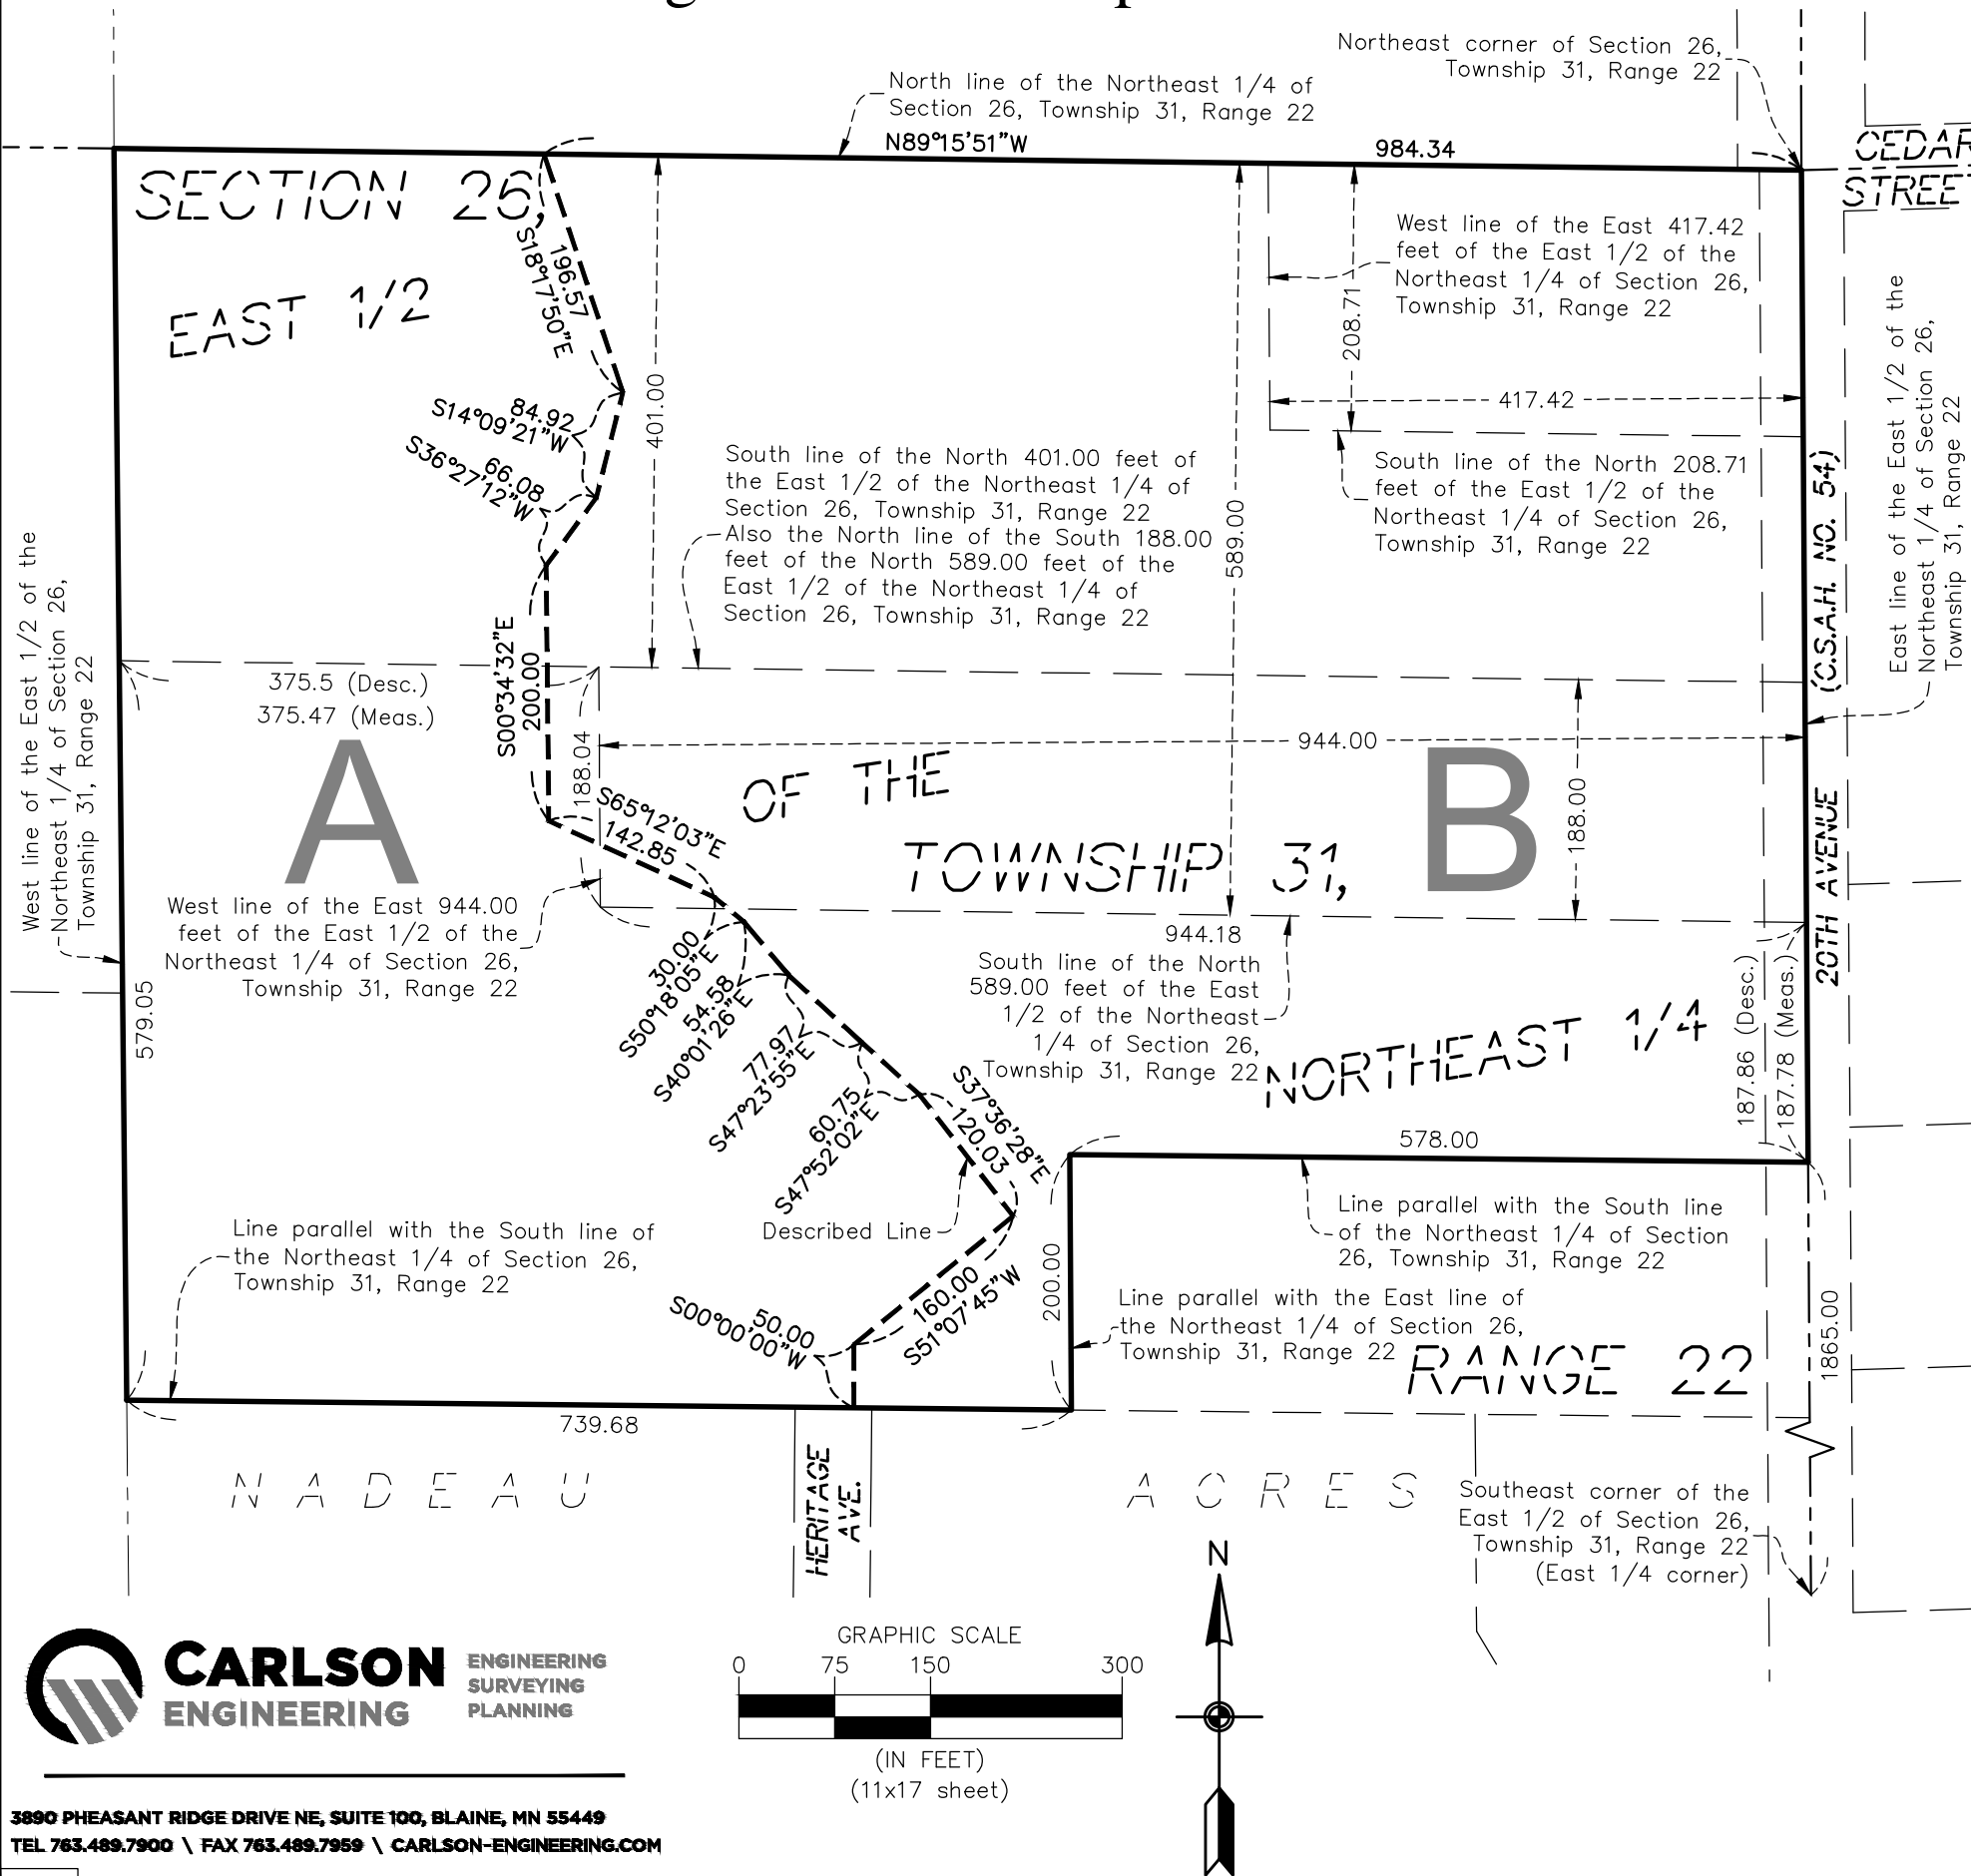 Northeast corner of Section 26,
Township 31, Range 22
North line of the Northeast 1/4 of
Section 26, Township 31, Range 22
N89°15'51"W
984.34
CEDAR
STREET
SECTION 26,
EAST 1/2
196.57
S18°17'50"E
84.92
S14°09'21"W
66.08
S36°27'12"W
401.00
589.00
West line of the East 417.42
feet of the East 1/2 of the
Northeast 1/4 of Section 26,
Township 31, Range 22
208.71
417.42
South line of the North 208.71
feet of the East 1/2 of the
Northeast 1/4 of Section 26,
Township 31, Range 22
South line of the North 401.00 feet of
the East 1/2 of the Northeast 1/4 of
Section 26, Township 31, Range 22
Also the North line of the South 188.00
feet of the North 589.00 feet of the
East 1/2 of the Northeast 1/4 of
Section 26, Township 31, Range 22
East line of the East 1/2 of the
Northeast 1/4 of Section 26,
Township 31, Range 22
(C.S.A.H. NO. 54)
20TH AVENUE
West line of the East 1/2 of the
Northeast 1/4 of Section 26,
Township 31, Range 22
S00°34'32"E
200.00
375.5 (Desc.)
375.47 (Meas.)
188.04
944.00
188.00
A
B
OF THE
TOWNSHIP 31,
S65°12'03"E
142.85
West line of the East 944.00
feet of the East 1/2 of the
Northeast 1/4 of Section 26,
Township 31, Range 22
944.18
South line of the North
589.00 feet of the East
1/2 of the Northeast
1/4 of Section 26,
Township 31, Range 22
NORTHEAST 1/4
187.86 (Desc.)
187.78 (Meas.)
579.05
30.00
S50°18'05"E
54.58
S40°01'26"E
77.97
S47°23'55"E
60.75
S47°52'02"E
S37°36'28"E
120.03
578.00
Described Line
Line parallel with the South line of
the Northeast 1/4 of Section 26,
Township 31, Range 22
Line parallel with the South line
of the Northeast 1/4 of Section
26, Township 31, Range 22
200.00
Line parallel with the East line of
the Northeast 1/4 of Section 26,
Township 31, Range 22
160.00
S51°07'45"W
50.00
S00°00'00"W
RANGE 22
1865.00
739.68
NADEAU
ACRES
HERITAGE
AVE.
Southeast corner of the
East 1/2 of Section 26,
Township 31, Range 22
(East 1/4 corner)
N
GRAPHIC SCALE
0 75 150 300
(IN FEET)
(11x17 sheet)
CARLSON
ENGINEERING
ENGINEERING
SURVEYING
PLANNING
3890 PHEASANT RIDGE DRIVE NE, SUITE 100, BLAINE, MN 55449
TEL 763.489.7900 \ FAX 763.489.7959 \ CARLSON-ENGINEERING.COM